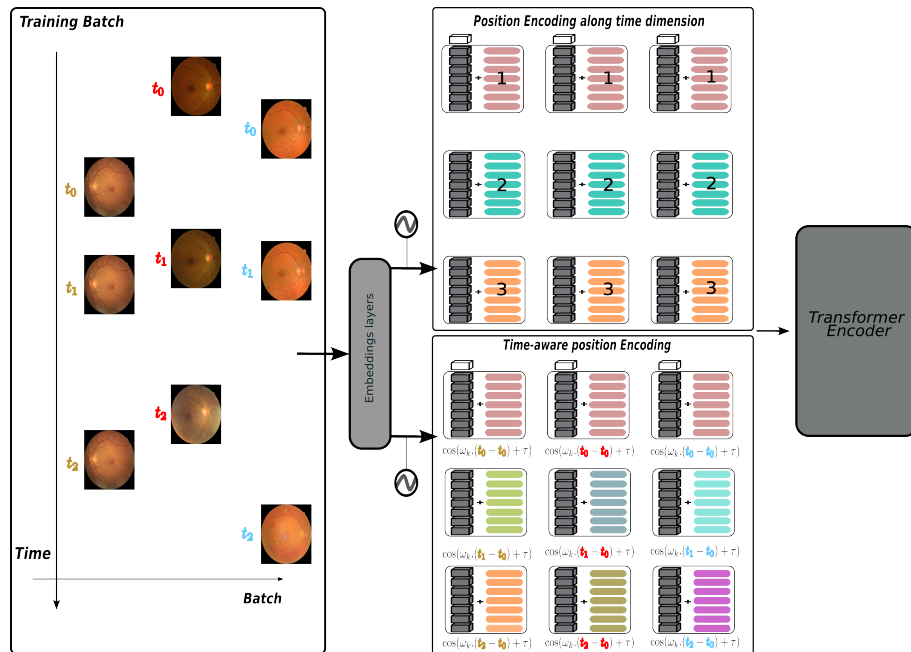 Training Batch
t₀
t₀
t₀
t₁
t₁
t₁
t₂
t₂
t₂
Time
Batch
Embeddings layers
Position Encoding along time dimension
+ 1 + 1 + 1
+ 2 + 2 + 2
+ 3 + 3 + 3
Time-aware position Encoding
+ + +
cos(ωₖ.(t₀ − t₀) + τ) cos(ωₖ.(t₀ − t₀) + τ) cos(ωₖ.(t₀ − t₀) + τ)
+ + +
cos(ωₖ.(t₁ − t₀) + τ) cos(ωₖ.(t₁ − t₀) + τ) cos(ωₖ.(t₁ − t₀) + τ)
+ + +
cos(ωₖ.(t₂ − t₀) + τ) cos(ωₖ.(t₂ − t₀) + τ) cos(ωₖ.(t₂ − t₀) + τ)
Transformer
Encoder